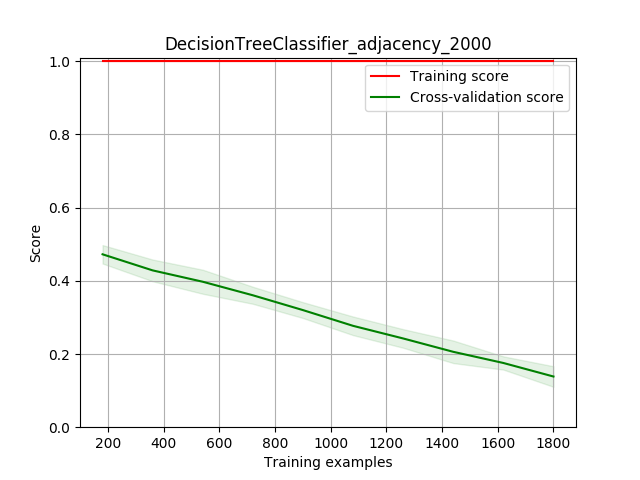 DecisionTreeClassifier_adjacency_2000
1.0
0.8
0.6
0.4
0.2
0.0
Score
Training score
Cross-validation score
200 400 600 800 1000 1200 1400 1600 1800
Training examples